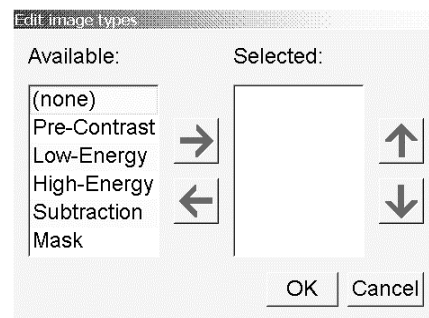 Edit image types
Available:
Selected:
(none)
Pre-Contrast
Low-Energy
High-Energy
Subtraction
Mask
OK
Cancel